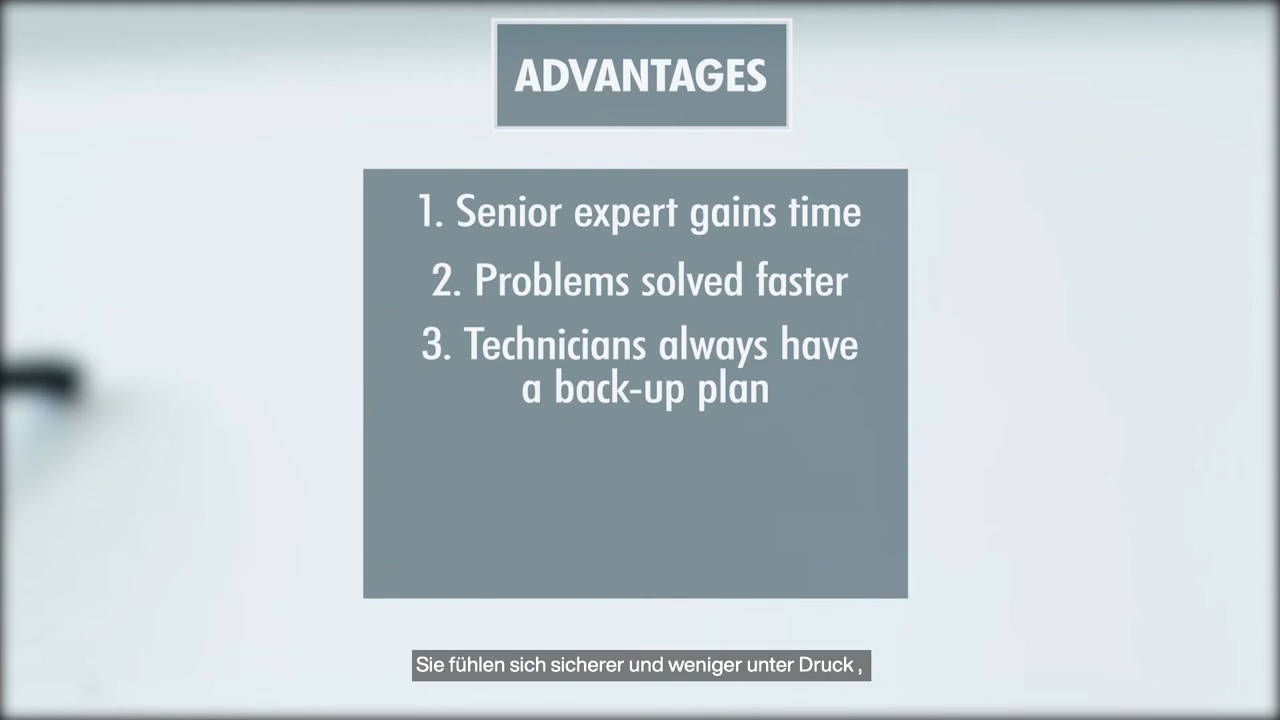 ADVANTAGES
1. Senior expert gains time
2. Problems solved faster
3. Technicians always have
a back-up plan
Sie fühlen sich sicherer und weniger unter Druck ,